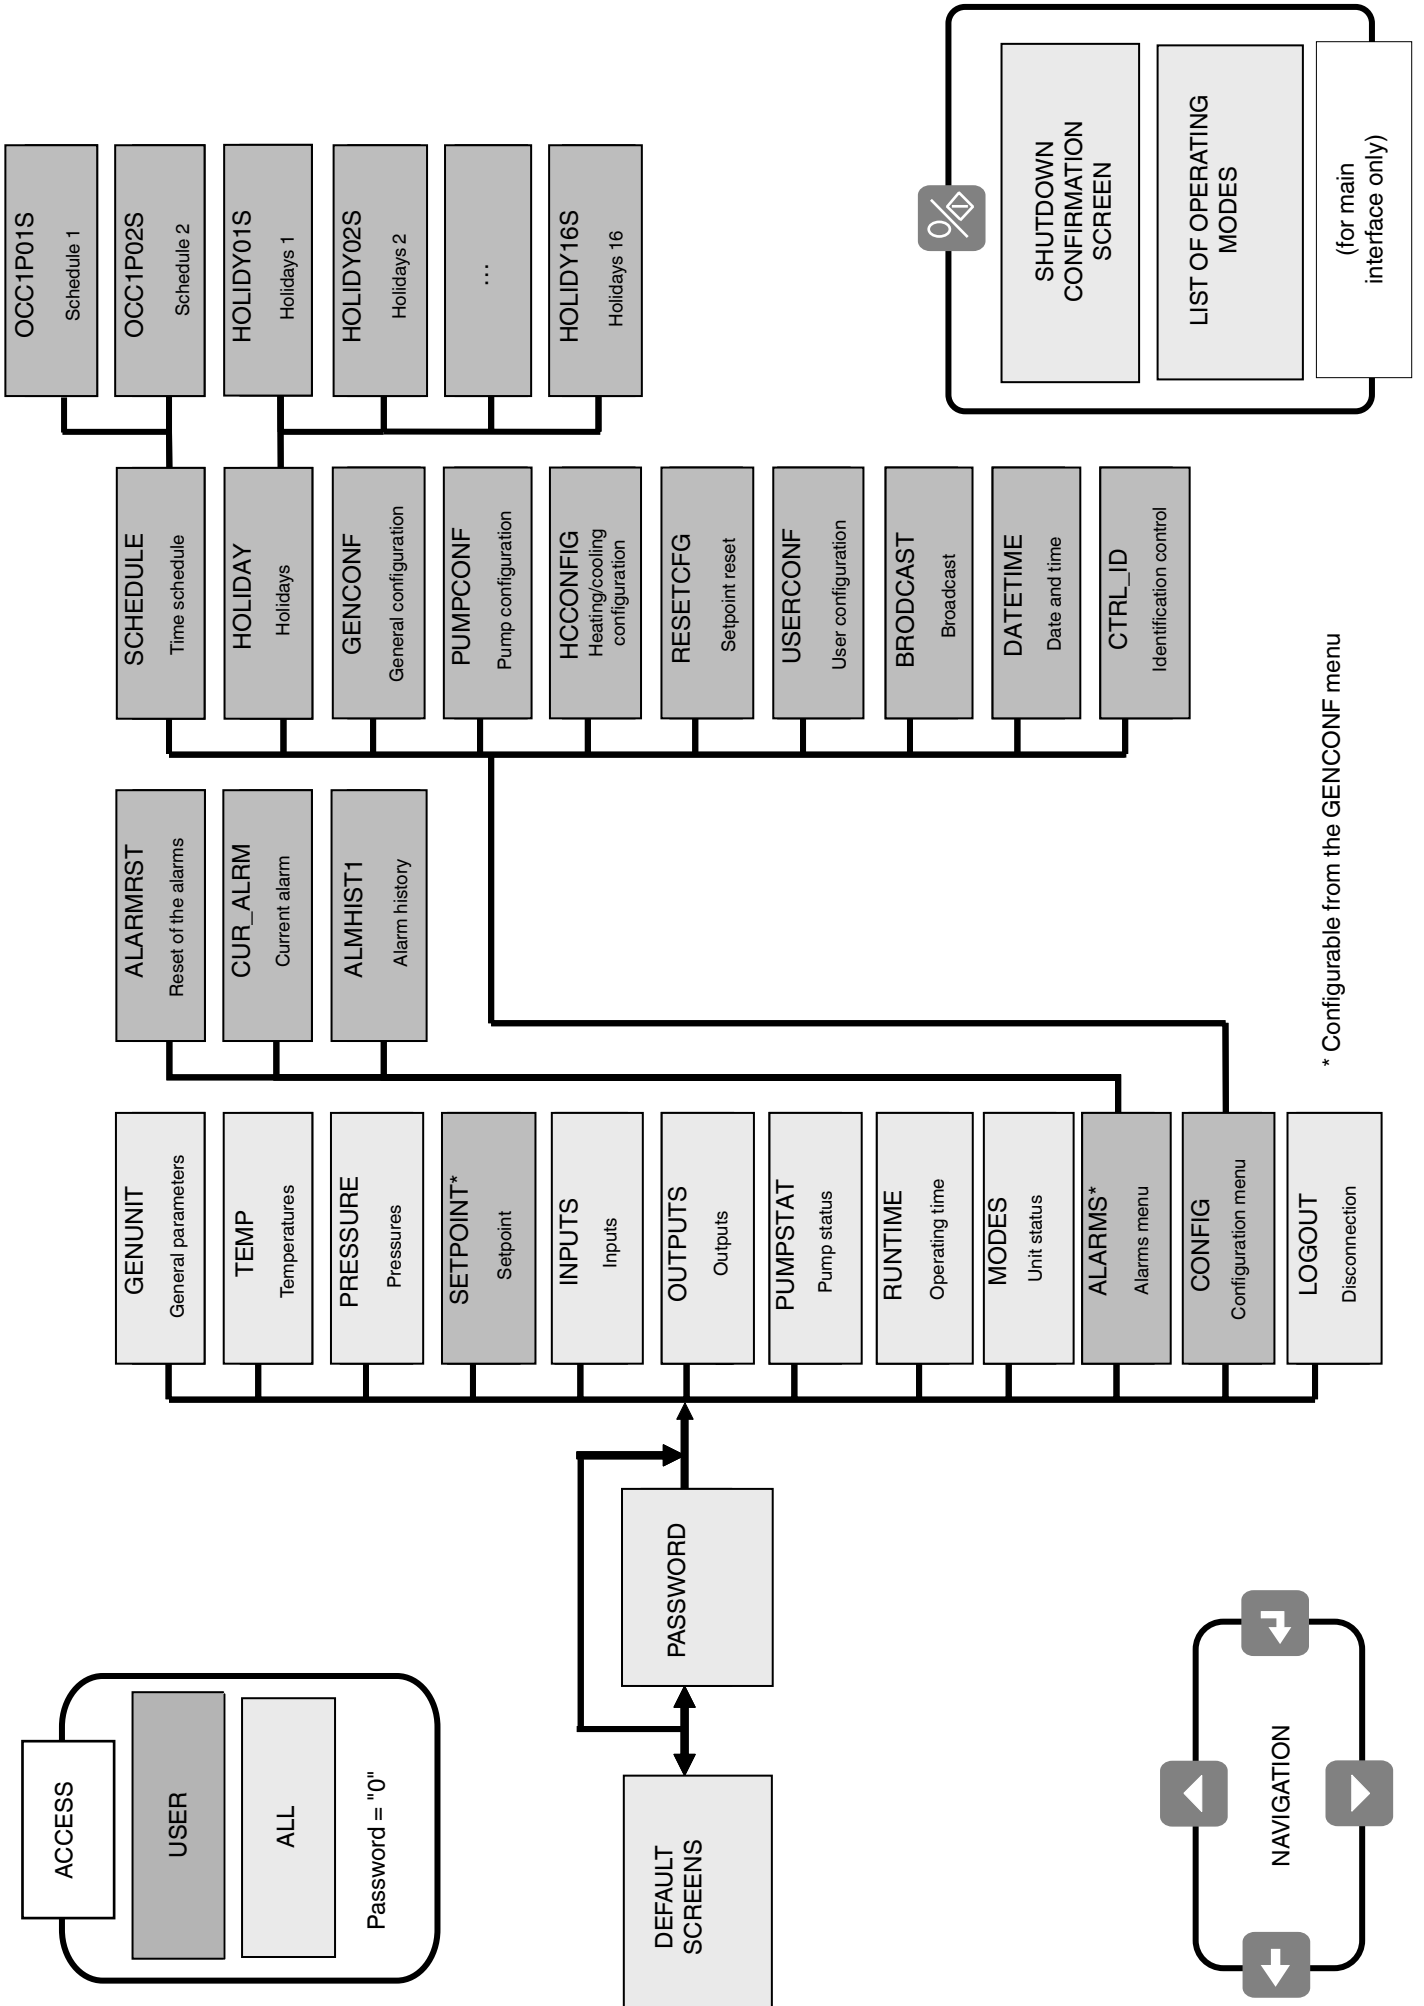 ACCESS
USER
ALL
Password = "0"
DEFAULT
SCREENS
PASSWORD
NAVIGATION
GENUNIT
General parameters
TEMP
Temperatures
PRESSURE
Pressures
SETPOINT*
Setpoint
INPUTS
Inputs
OUTPUTS
Outputs
PUMPSTAT
Pump status
RUNTIME
Operating time
MODES
Unit status
ALARMS*
Alarms menu
CONFIG
Configuration menu
LOGOUT
Disconnection
ALARMRST
Reset of the alarms
CUR_ALRM
Current alarm
ALMHIST1
Alarm history
SCHEDULE
Time schedule
HOLIDAY
Holidays
GENCONF
General configuration
PUMPCONF
Pump configuration
HCCONFIG
Heating/cooling
configuration
RESETCFG
Setpoint reset
USERCONF
User configuration
BRODCAST
Broadcast
DATETIME
Date and time
CTRL_ID
Identification control
* Configurable from the GENCONF menu
OCC1P01S
Schedule 1
OCC1P02S
Schedule 2
HOLIDY01S
Holidays 1
HOLIDY02S
Holidays 2
...
HOLIDY16S
Holidays 16
SHUTDOWN
CONFIRMATION
SCREEN
LIST OF OPERATING
MODES
(for main
interface only)